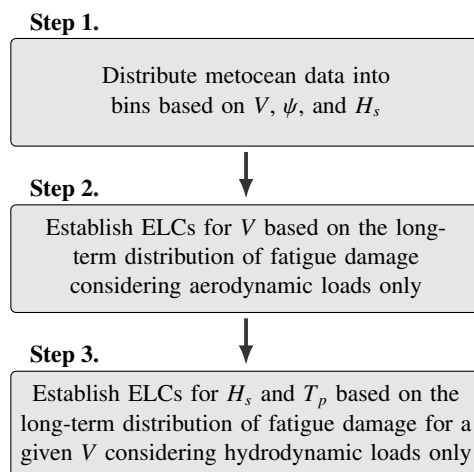 Step 1.
Distribute metocean data into
bins based on V, ψ, and Hₛ
Step 2.
Establish ELCs for V based on the long-
term distribution of fatigue damage
considering aerodynamic loads only
Step 3.
Establish ELCs for Hₛ and Tₚ based on the
long-term distribution of fatigue damage for a
given V considering hydrodynamic loads only